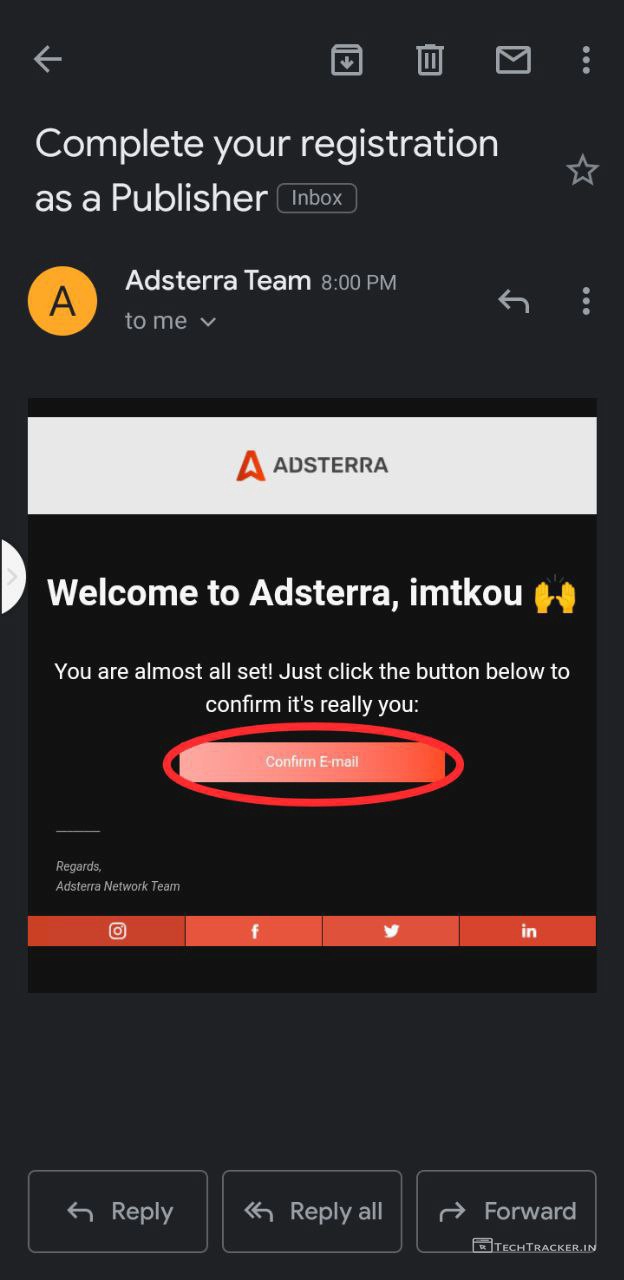 Complete your registration
as a Publisher Inbox
A
Adsterra Team 8:00 PM
to me
ADSTERRA
Welcome to Adsterra, imtkou 🙌
You are almost all set! Just click the button below to
confirm it's really you:
Confirm E-mail
Regards,
Adsterra Network Team
Reply
Reply all
Forward
TECHTRACKER.IN